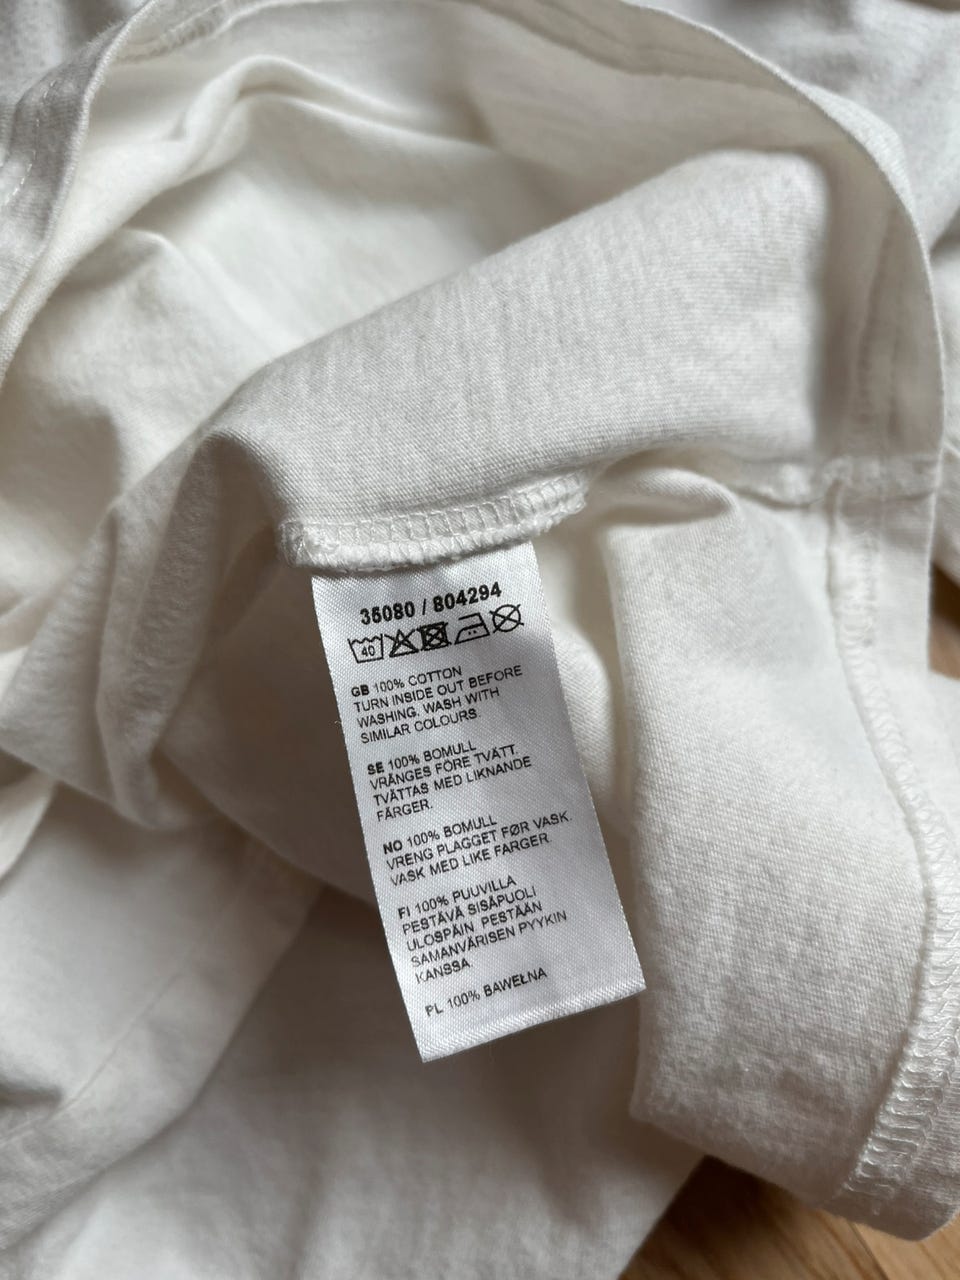 35080 / 804294
40
GB 100% COTTON
TURN INSIDE OUT BEFORE
WASHING. WASH WITH
SIMILAR COLOURS.
SE 100% BOMULL
VRÄNGES FÖRE TVÄTT.
TVÄTTAS MED LIKNANDE
FÄRGER.
NO 100% BOMULL
VRENG PLAGGET FØR VASK.
VASK MED LIKE FARGER.
FI 100% PUUVILLA
PESTÄVÄ SISÄPUOLI
ULOSPÄIN. PESTÄÄN
SAMANVÄRISEN PYYKIN
KANSSA.
PL 100% BAWEŁNA